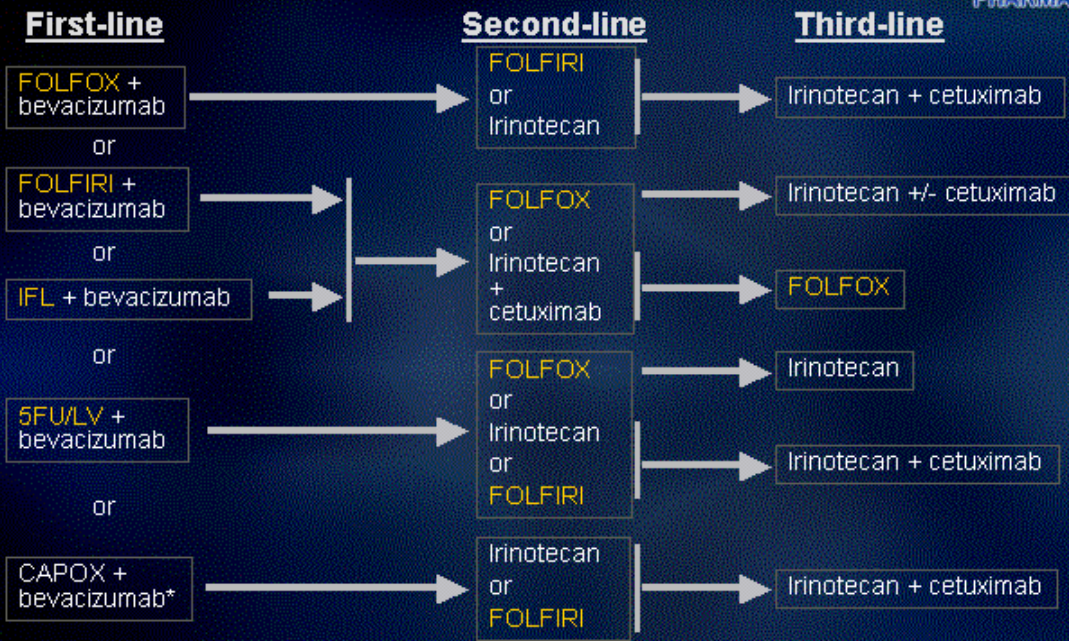 First-line
Second-line
Third-line
FOLFOX +
bevacizumab
FOLFIRI
or
Irinotecan
Irinotecan + cetuximab
or
FOLFIRI +
bevacizumab
or
IFL + bevacizumab
FOLFOX
or
Irinotecan
+
cetuximab
Irinotecan +/- cetuximab
FOLFOX
or
5FU/LV +
bevacizumab
FOLFOX
or
Irinotecan
or
FOLFIRI
Irinotecan
Irinotecan + cetuximab
or
CAPOX +
bevacizumab*
Irinotecan
or
FOLFIRI
Irinotecan + cetuximab